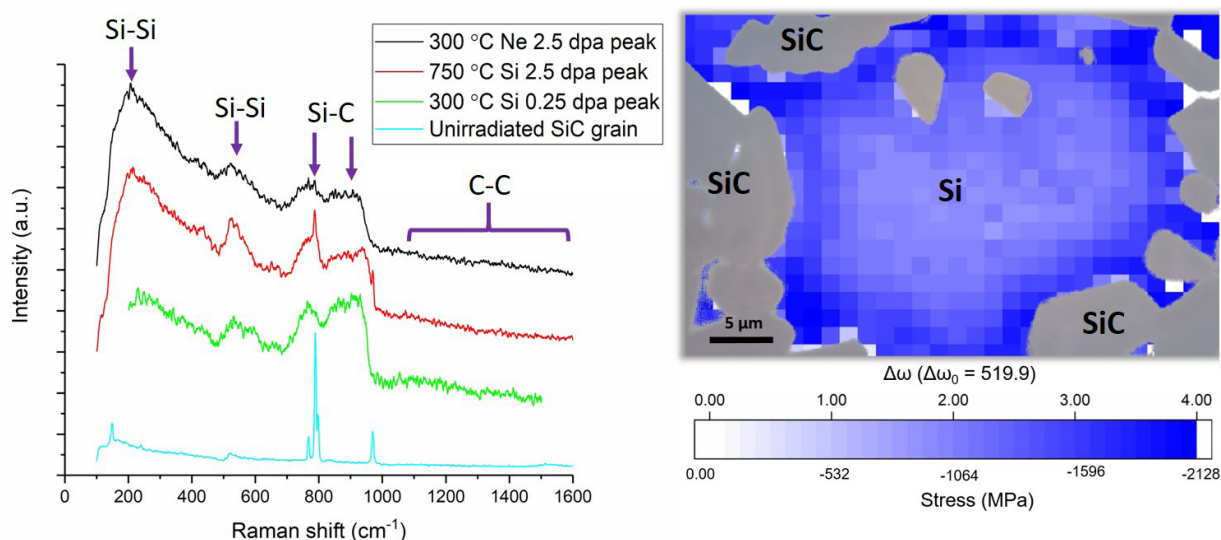 Si-Si
Si-Si
Si-C
C-C
300 °C Ne 2.5 dpa peak
750 °C Si 2.5 dpa peak
300 °C Si 0.25 dpa peak
Unirradiated SiC grain
Intensity (a.u.)
0 200 400 600 800 1000 1200 1400 1600
Raman shift (cm⁻¹)
SiC
SiC
Si
SiC
5 µm
Δω (Δω₀ = 519.9)
0.00 1.00 2.00 3.00 4.00
0.00 -532 -1064 -1596 -2128
Stress (MPa)